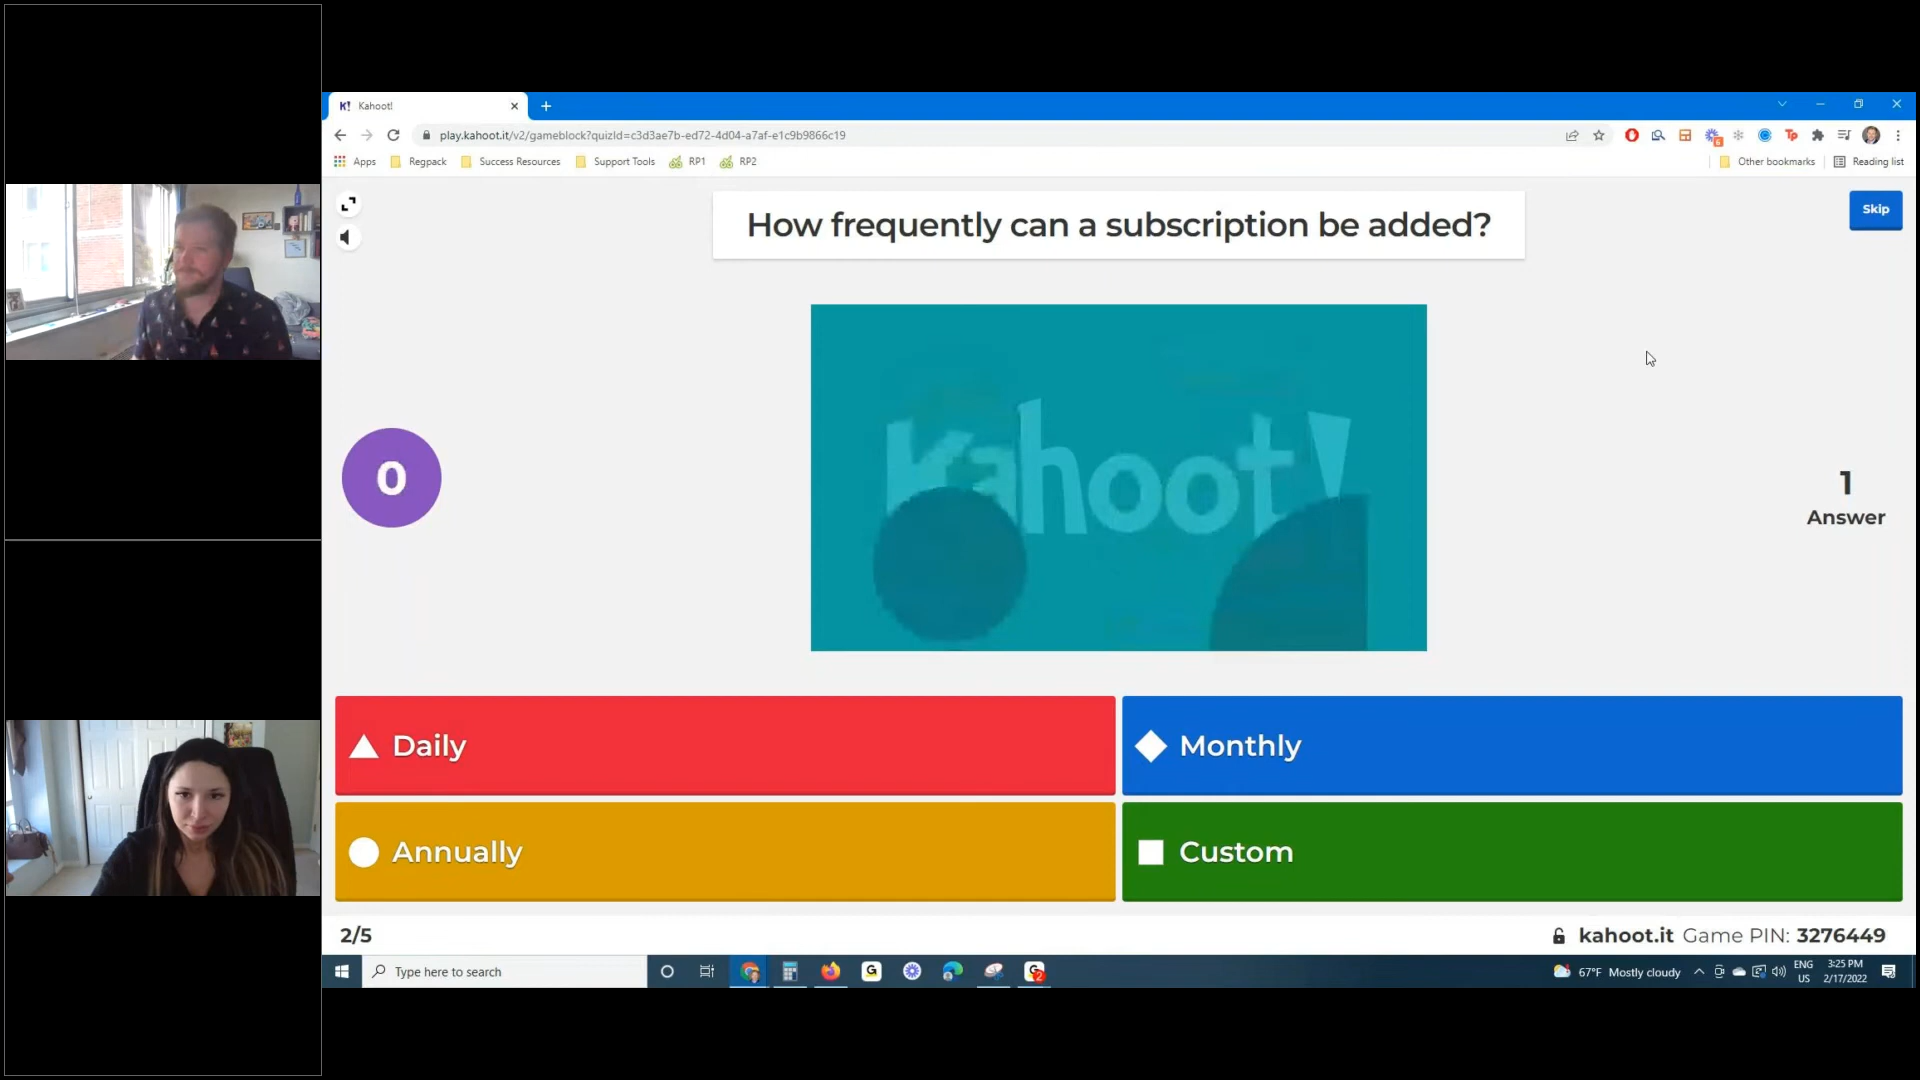 K! Kahoot!
play.kahoot.it/v2/gameblock?quizId=c3d3ae7b-ed72-4d04-a7af-e1c9b9866c19
Apps Regpack Success Resources Support Tools RP1 RP2 Other bookmarks Reading list
How frequently can a subscription be added?
Skip
Kahoot!
0
1
Answer
Daily
Monthly
Annually
Custom
2/5
kahoot.it Game PIN: 3276449
Type here to search
67°F Mostly cloudy
ENG
US
3:25 PM
2/17/2022